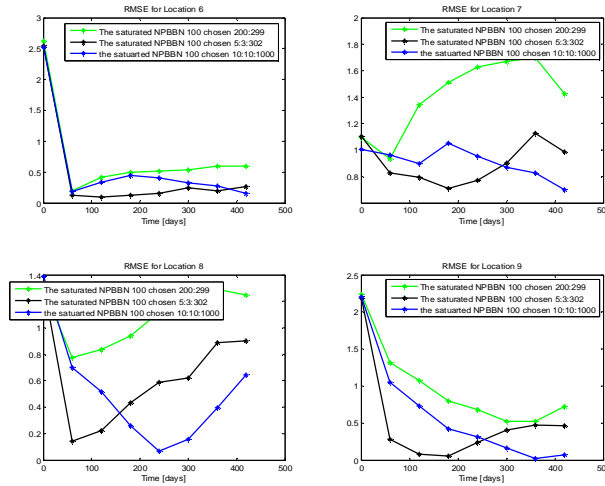 RMSE for Location 6
3
2.5
2
1.5
1
0.5
0
0 100 200 300 400 500
Time [days]
The saturated NPBBN 100 chosen 200:299
The saturated NPBBN 100 chosen 5:3:302
the satuarted NPBBN 100 chosen 10:10:1000
RMSE for Location 7
2
1.8
1.6
1.4
1.2
1
0.8
0 100 200 300 400 500
Time [days]
The saturated NPBBN 100 chosen 200:299
The saturated NPBBN 100 chosen 5:3:302
the saturated NPBBN 100 chosen 10:10:1000
RMSE for Location 8
1.4
0.8
0.6
0.4
0.2
0
0 100 200 300 400 500
Time [days]
The saturated NPBBN 100 chosen 200:299
The saturated NPBBN 100 chosen 5:3:302
the satuarted NPBBN 100 chosen 10:10:1000
RMSE for Location 9
2.5
2
1.5
1
0.5
0
0 100 200 300 400 500
Time [days]
The saturated NPBBN 100 chosen 200:299
The saturated NPBBN 100 chosen 5:3:302
the satuarted NPBBN 100 chosen 10:10:1000